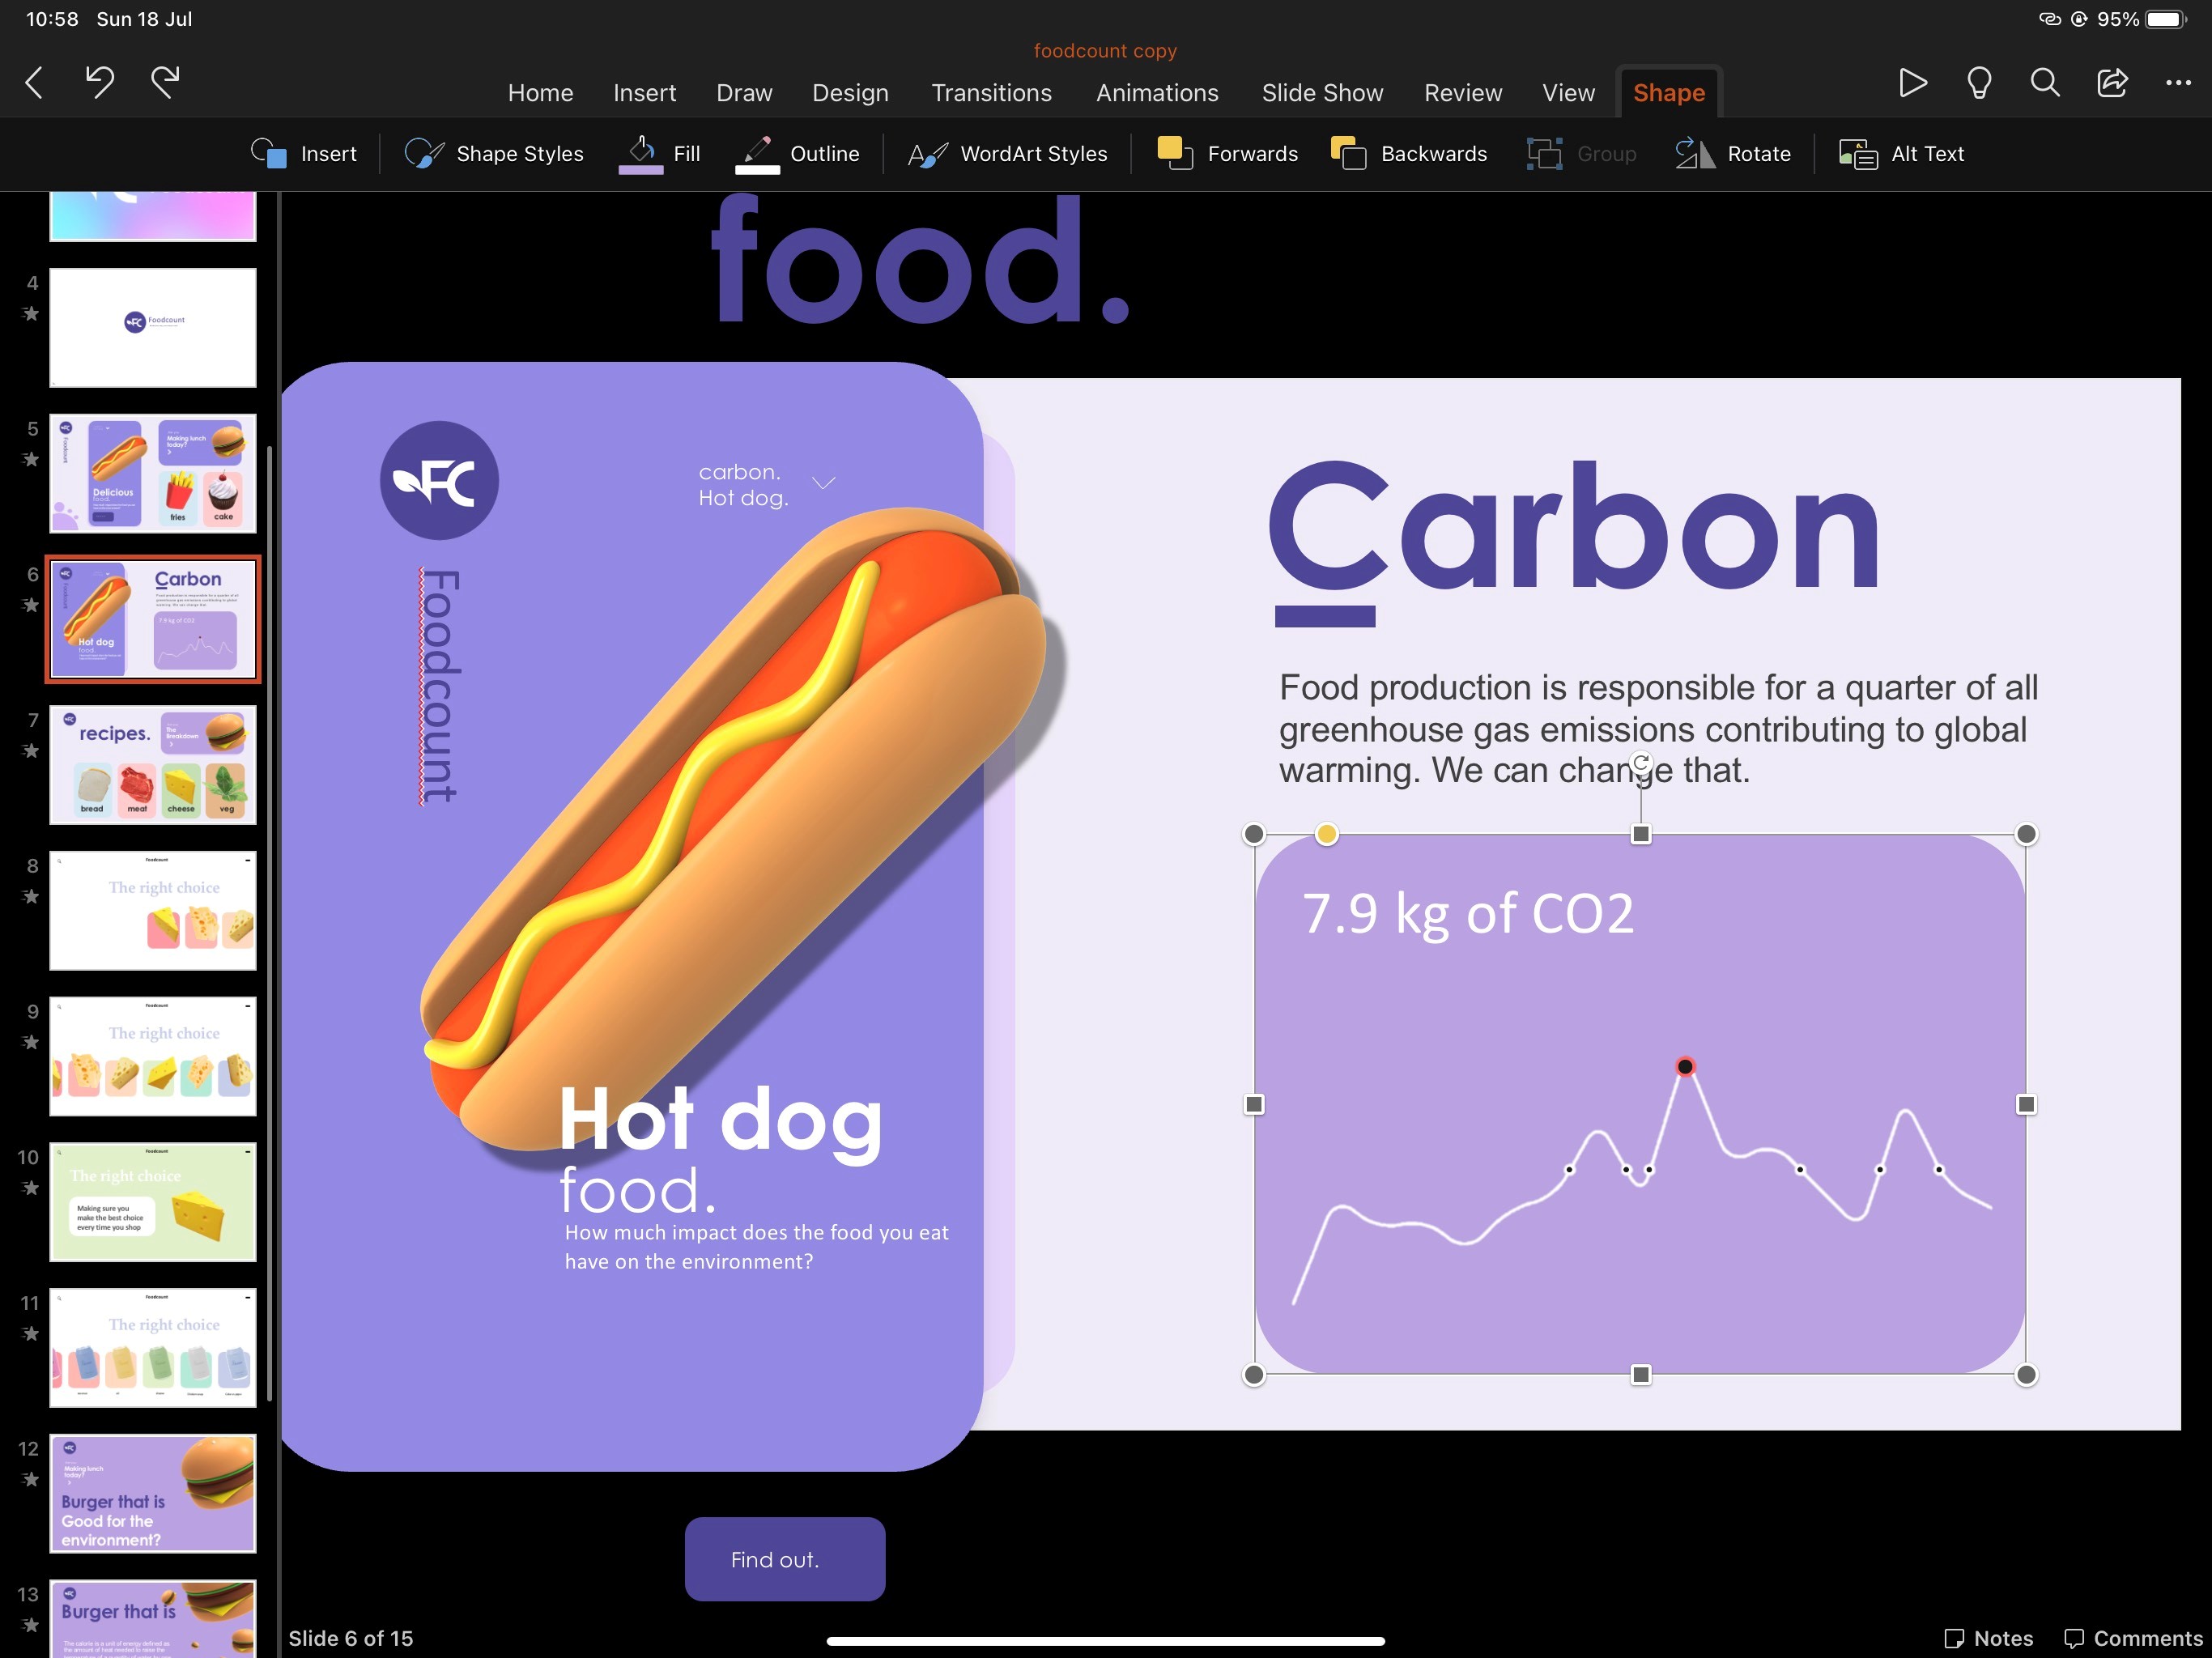 10:58 Sun 18 Jul
95%
foodcount copy
Home Insert Draw Design Transitions Animations Slide Show Review View Shape
Insert Shape Styles Fill Outline WordArt Styles Forwards Backwards Group Rotate Alt Text
4
Foodcount
5
Foodcount
Making lunch
today?
Delicious
food.
fries
cake
6
Carbon
7.9 kg of CO2
Hot dog
food.
7
recipes.
The
Breakdown
bread
meat
cheese
veg
8
Foodcount
The right choice
9
Foodcount
The right choice
10
Foodcount
The right choice
Making sure you
make the best choice
every time you shop
11
Foodcount
The right choice
12
Making lunch
today?
Burger that is
Good for the
environment?
13
Burger that is
food.
FC
carbon.
Hot dog.
Foodcount
Hot dog
food.
How much impact does the food you eat
have on the environment?
Find out.
Carbon
Food production is responsible for a quarter of all
greenhouse gas emissions contributing to global
warming. We can change that.
7.9 kg of CO2
Slide 6 of 15
Notes
Comments